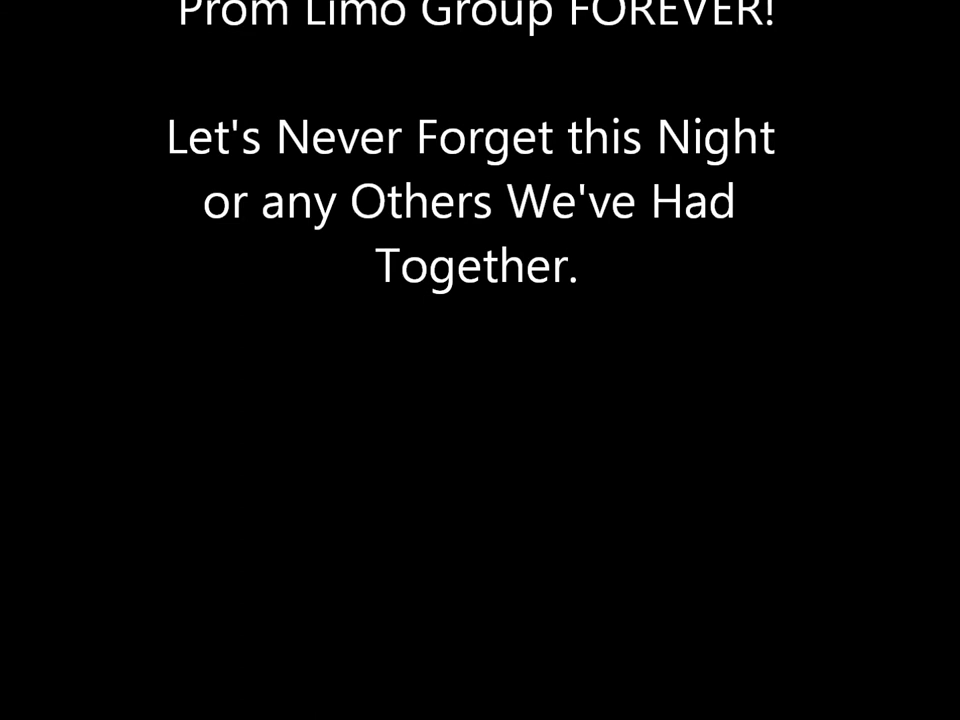 Prom Limo Group FOREVER!
Let's Never Forget this Night
or any Others We've Had
Together.